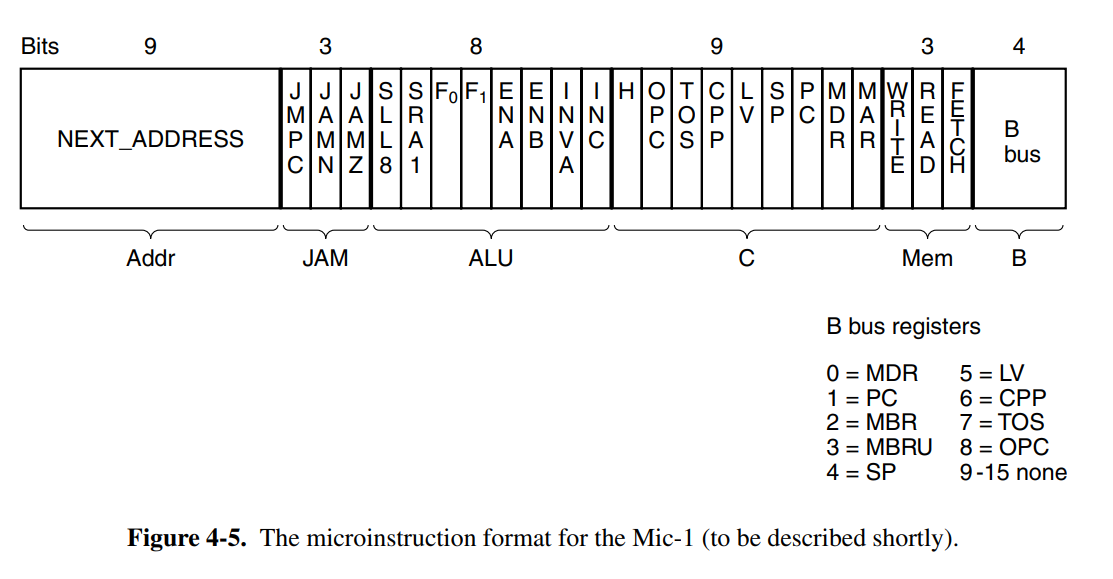 Bits 9 3 8 9 3 4
NEXT_ADDRESS JMPC JAMN JAMZ SLL8 SRA1 F₀ F₁ ENA ENB INVA INC H OPC TOS CPP LV SP PC MDR MAR WRITE READ FETCH B bus
Addr JAM ALU C Mem B
B bus registers
0 = MDR 5 = LV
1 = PC 6 = CPP
2 = MBR 7 = TOS
3 = MBRU 8 = OPC
4 = SP 9-15 none
Figure 4-5. The microinstruction format for the Mic-1 (to be described shortly).